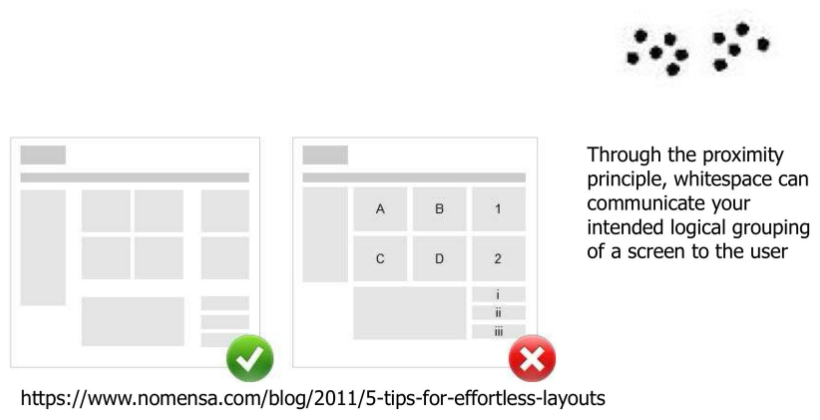 A B 1
C D 2
i
ii
iii
Through the proximity
principle, whitespace can
communicate your
intended logical grouping
of a screen to the user
https://www.nomensa.com/blog/2011/5-tips-for-effortless-layouts